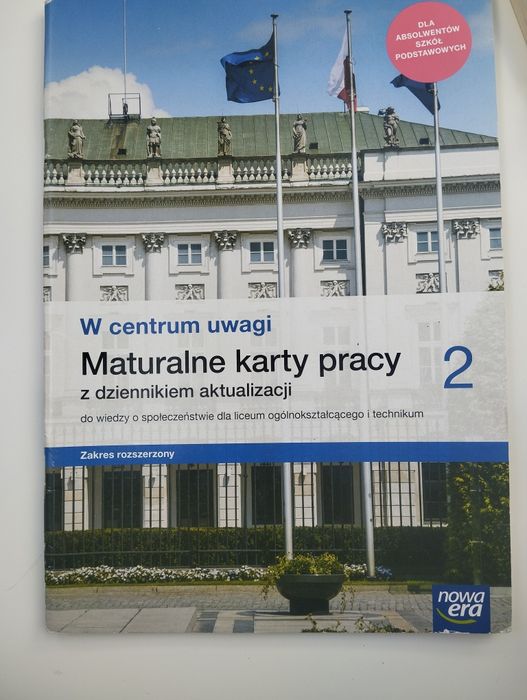 DLA
ABSOLWENTÓW
SZKÓŁ
PODSTAWOWYCH
W centrum uwagi
Maturalne karty pracy 2
z dziennikiem aktualizacji
do wiedzy o społeczeństwie dla liceum ogólnokształcącego i technikum
Zakres rozszerzony
nowa
era